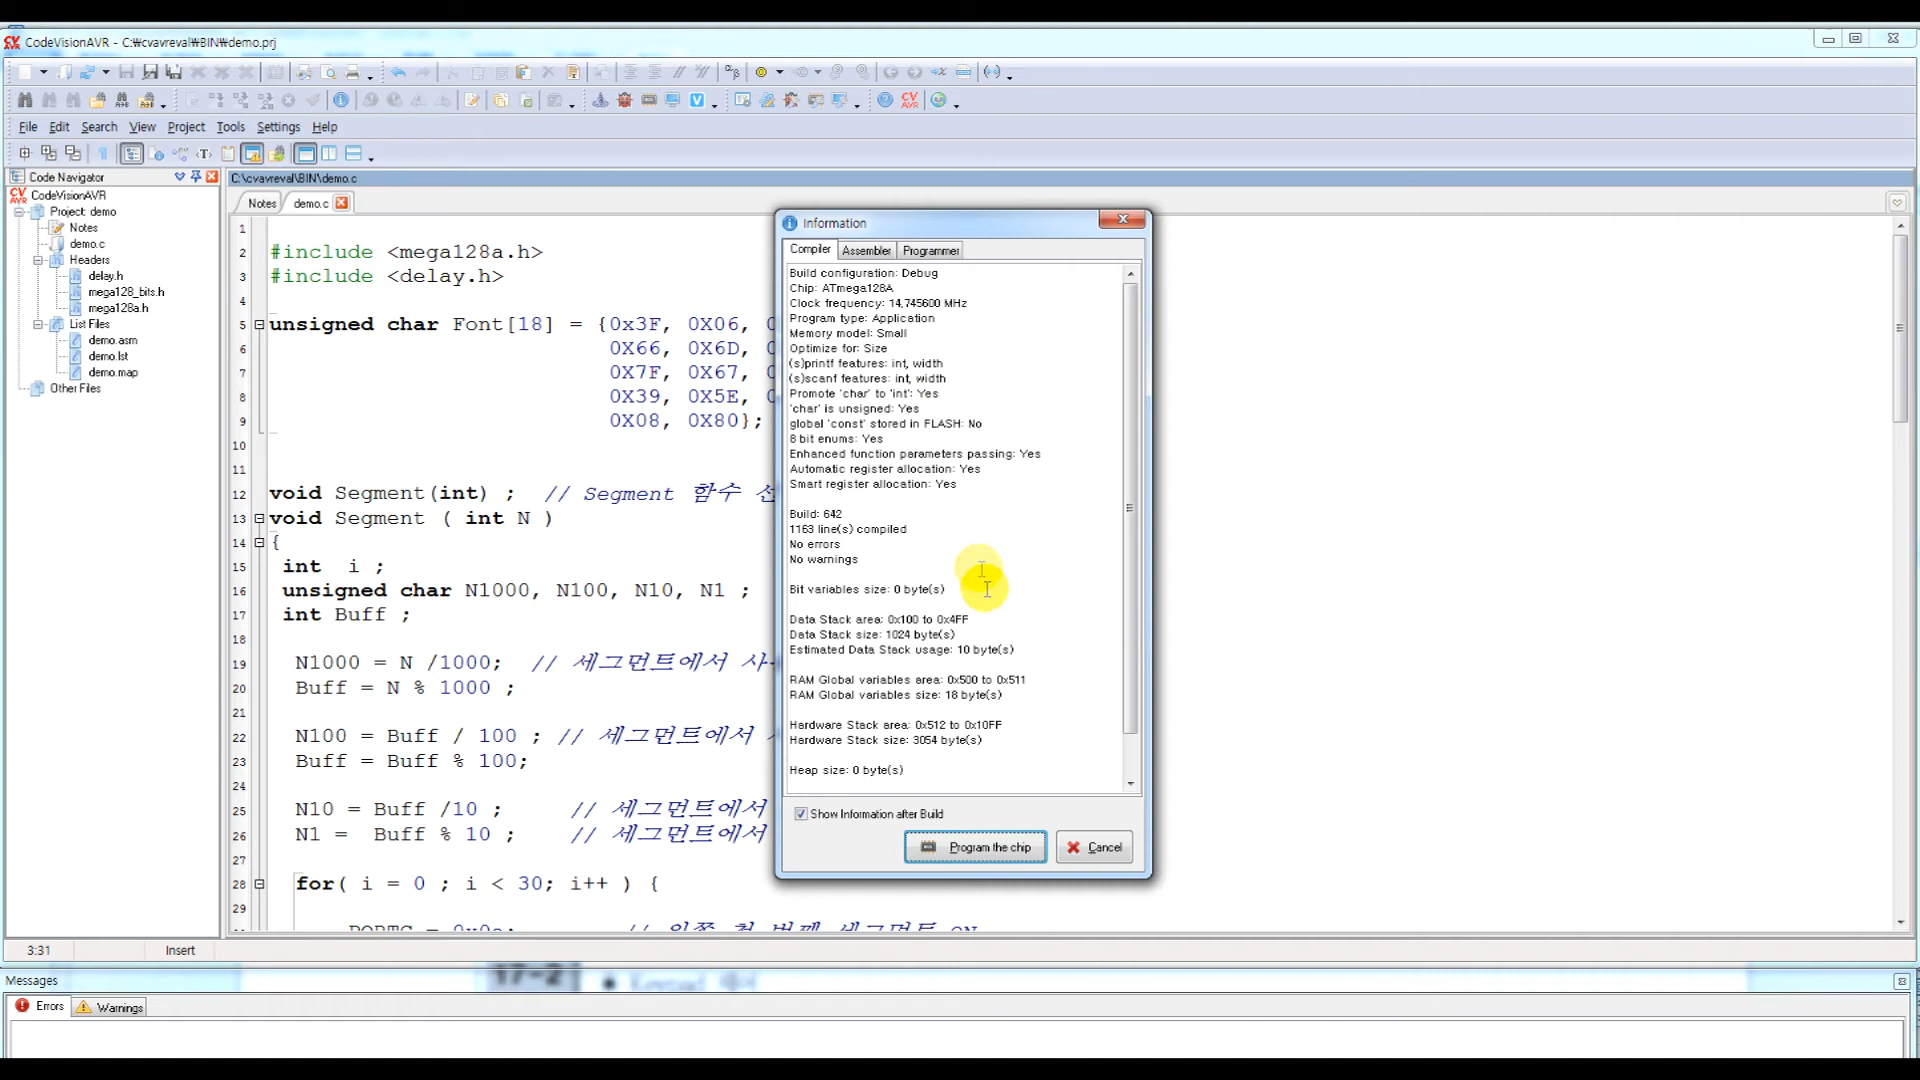 CodeVisionAVR - C:₩cvavreval₩BIN₩demo.prj
File Edit Search View Project Tools Settings Help
Code Navigator
CodeVisionAVR
Project: demo
Notes
demo.c
Headers
delay.h
mega128_bits.h
mega128a.h
List Files
demo.asm
demo.lst
demo.map
Other Files
C:\cvavreval\BIN\demo.c
Notes demo.c
1
2 #include <mega128a.h>
3 #include <delay.h>
4
5 unsigned char Font[18] = {0x3F, 0X06,
6 0X66, 0X6D,
7 0X7F, 0X67,
8 0X39, 0X5E,
9 0X08, 0X80};
10
11
12 void Segment(int) ; // Segment 함수
13 void Segment ( int N )
14 {
15 int i ;
16 unsigned char N1000, N100, N10, N1 ;
17 int Buff ;
18
19 N1000 = N /1000; // 세그먼트에서
20 Buff = N % 1000 ;
21
22 N100 = Buff / 100 ; // 세그먼트에서
23 Buff = Buff % 100;
24
25 N10 = Buff /10 ; // 세그먼트에서
26 N1 = Buff % 10 ; // 세그먼트에서
27
28 for( i = 0 ; i < 30; i++ ) {
29
Information
Compiler Assembler Programmer
Build configuration: Debug
Chip: ATmega128A
Clock frequency: 14,745600 MHz
Program type: Application
Memory model: Small
Optimize for: Size
(s)printf features: int, width
(s)scanf features: int, width
Promote 'char' to 'int': Yes
'char' is unsigned: Yes
global 'const' stored in FLASH: No
8 bit enums: Yes
Enhanced function parameters passing: Yes
Automatic register allocation: Yes
Smart register allocation: Yes
Build: 642
1163 line(s) compiled
No errors
No warnings
Bit variables size: 0 byte(s)
Data Stack area: 0x100 to 0x4FF
Data Stack size: 1024 byte(s)
Estimated Data Stack usage: 10 byte(s)
RAM Global variables area: 0x500 to 0x511
RAM Global variables size: 18 byte(s)
Hardware Stack area: 0x512 to 0x10FF
Hardware Stack size: 3054 byte(s)
Heap size: 0 byte(s)
Show Information after Build
Program the chip Cancel
3:31 Insert
Messages
Errors Warnings